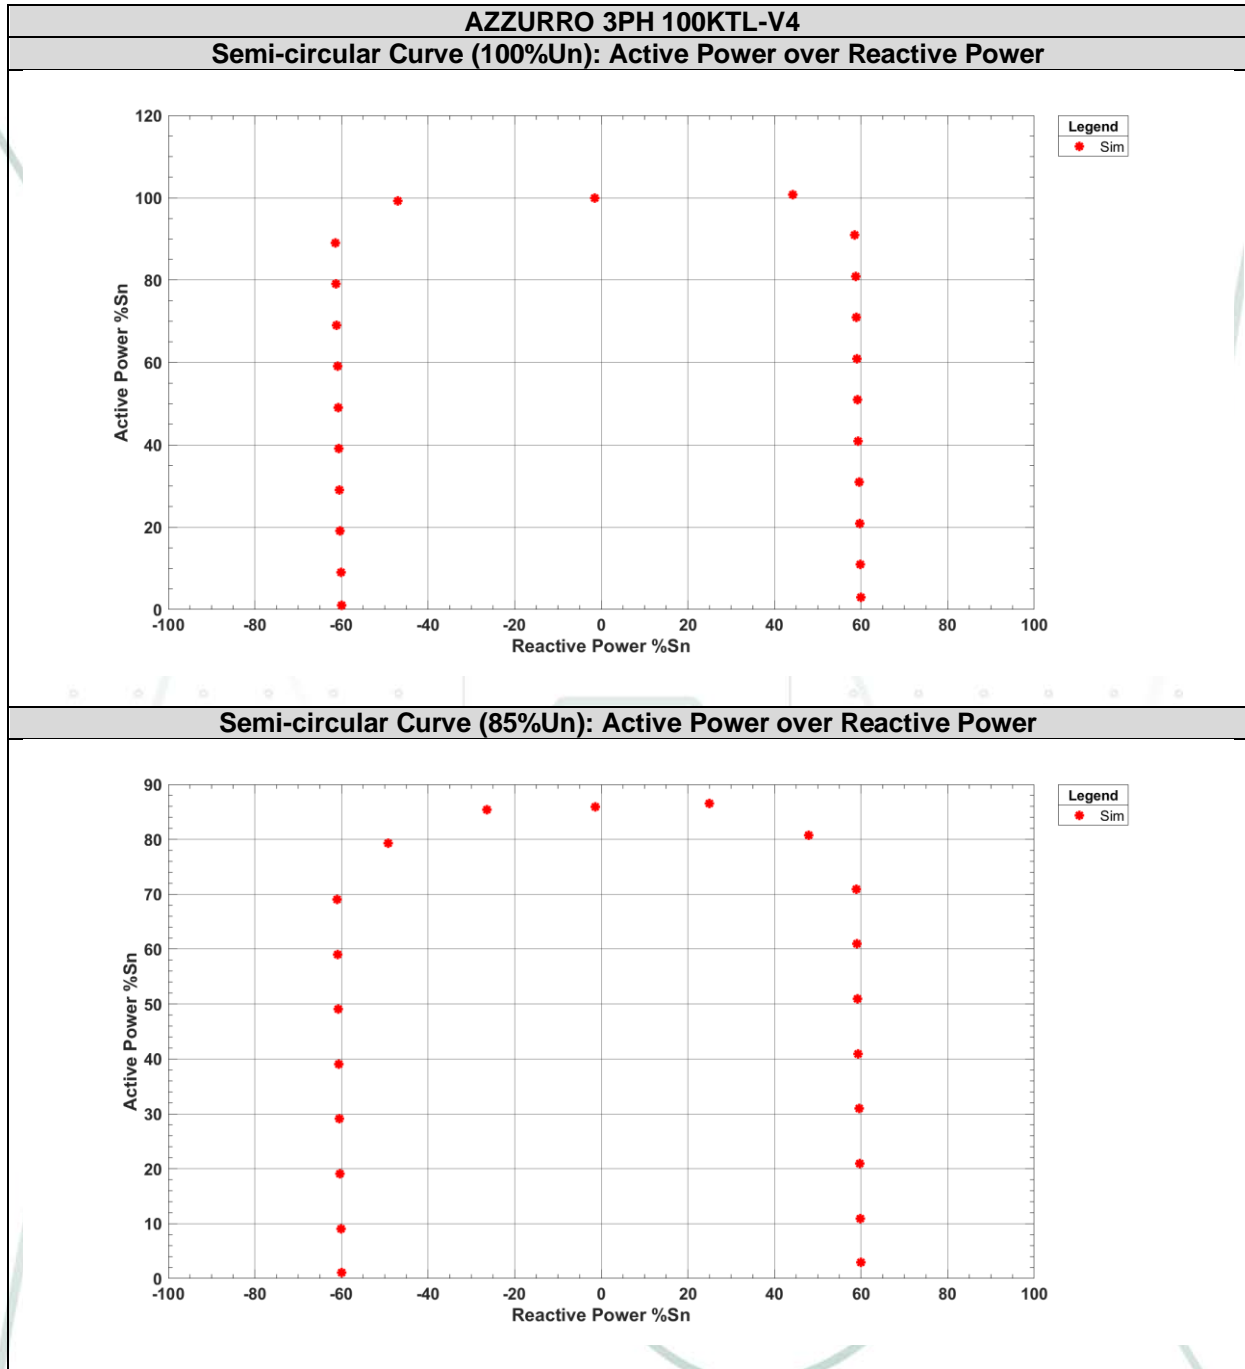 AZZURRO 3PH 100KTL-V4
Semi-circular Curve (100%Un): Active Power over Reactive Power
120
100
80
60
40
20
0
Active Power %Sn
-100 -80 -60 -40 -20 0 20 40 60 80 100
Reactive Power %Sn
Legend
Sim
Semi-circular Curve (85%Un): Active Power over Reactive Power
90
80
70
60
50
40
30
20
10
0
Active Power %Sn
-100 -80 -60 -40 -20 0 20 40 60 80 100
Reactive Power %Sn
Legend
Sim